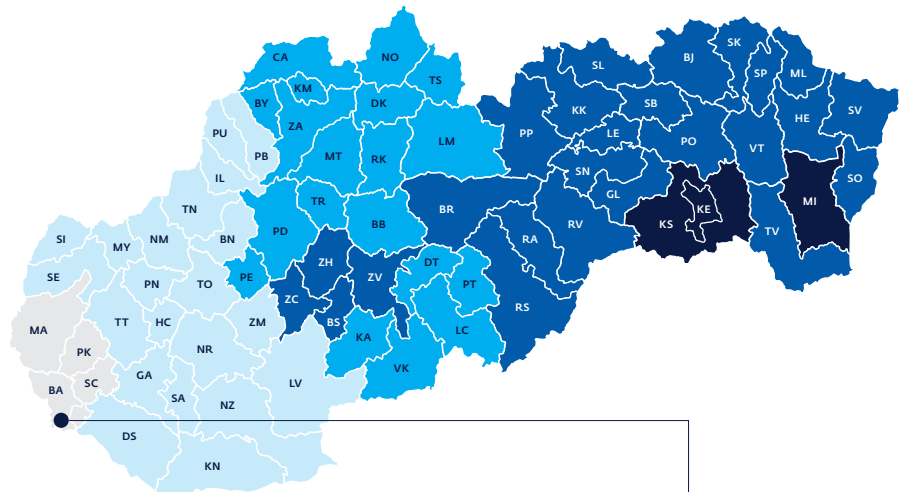 NO
CA
SK
BJ
SL
SP
ML
TS
KM
BY
DK
SB
KK
SV
HE
ZA
PU
PP
LE
PO
LM
VT
PB
MT
RK
SN
IL
SO
GL
TR
MI
TN
BR
KE
BB
KS
RV
PD
TV
SI
MY
NM
BN
RA
ZH
DT
SE
PE
ZV
PN
TO
PT
ZC
RS
TT
HC
ZM
BS
MA
LC
KA
NR
PK
VK
GA
SC
LV
BA
SA
NZ
DS
KN